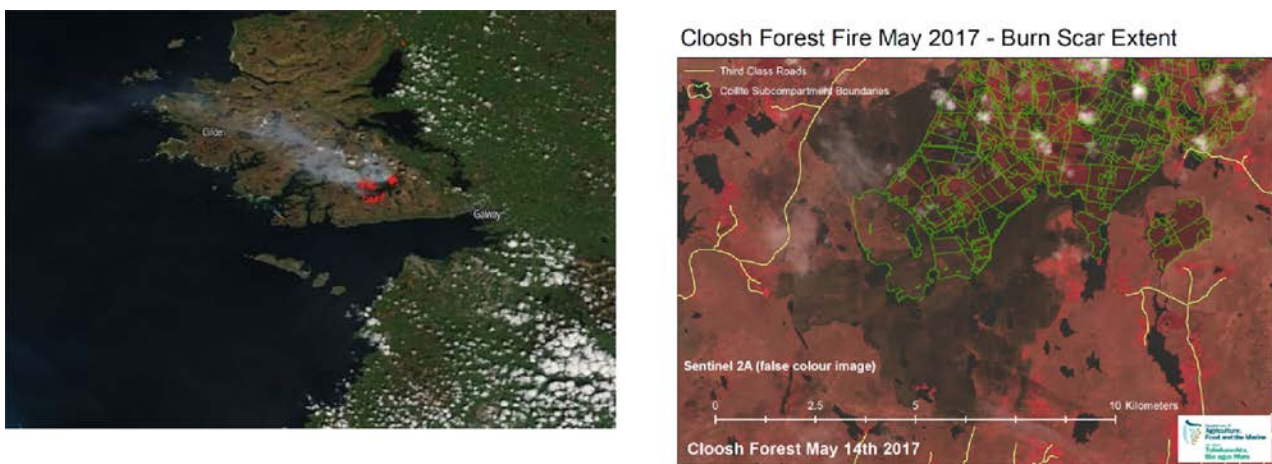 Galway
Cloosh Forest Fire May 2017 - Burn Scar Extent
Third Class Roads
Coillte Subcompartment Boundaries
Sentinel 2A (false colour image)
0 2.5 5 10 Kilometers
Cloosh Forest May 14th 2017
Agriculture,
Food and the Marine